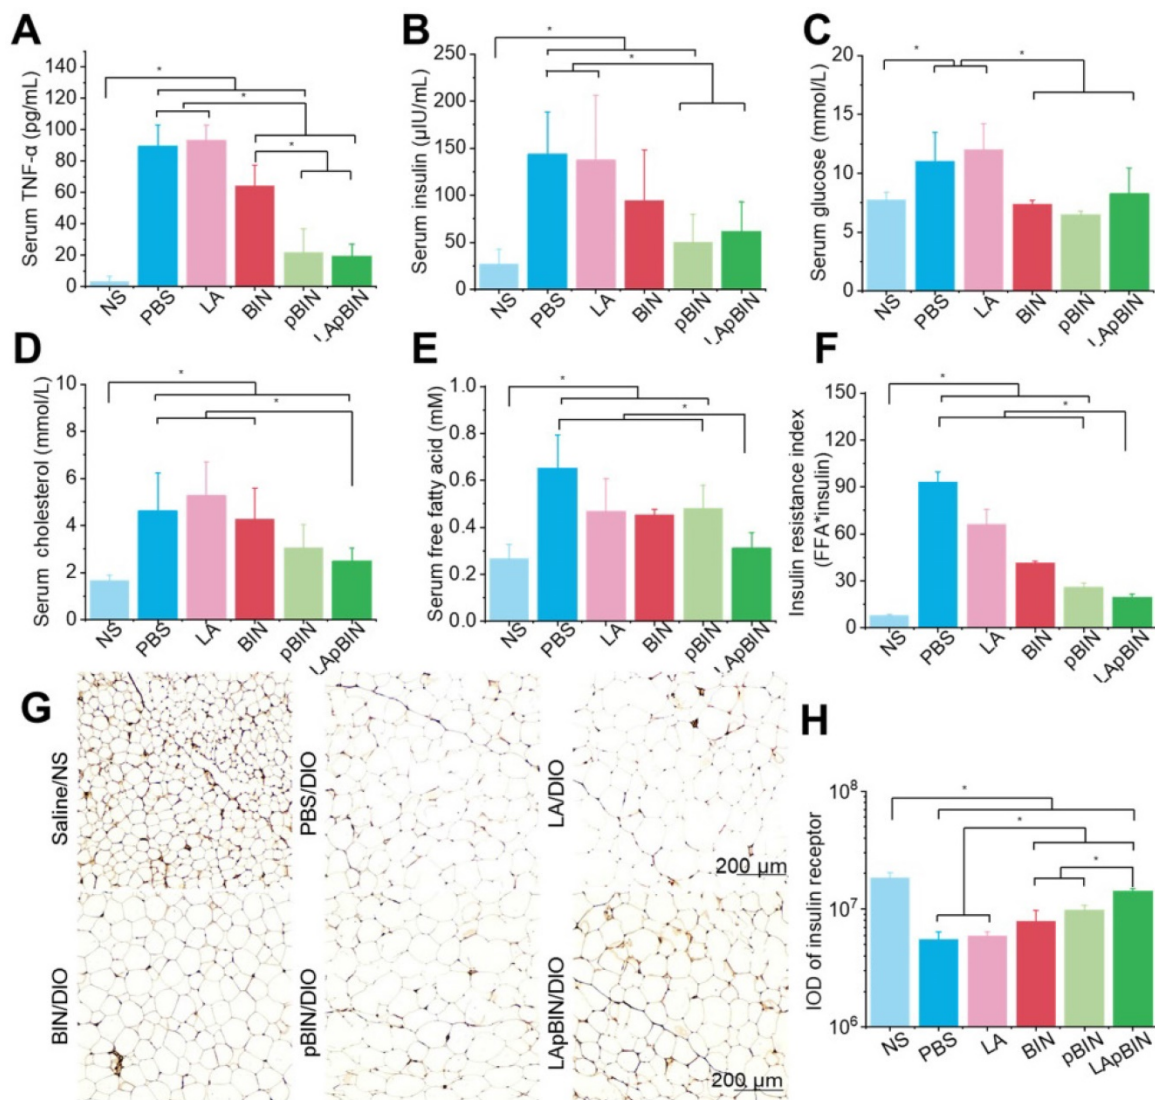 A
Serum TNF-α (pg/mL)
140
120
100
80
60
40
20
0
*
*
*
NS
PBS
LA
BIN
pBIN
LApBIN
B
Serum insulin (μIU/mL)
250
200
150
100
50
0
*
*
NS
PBS
LA
BIN
pBIN
LApBIN
C
Serum glucose (mmol/L)
20
15
10
5
0
*
*
NS
PBS
LA
BIN
pBIN
LApBIN
D
Serum cholesterol (mmol/L)
10
8
6
4
2
0
*
*
NS
PBS
LA
BIN
pBIN
LApBIN
E
Serum free fatty acid (mM)
1.0
0.8
0.6
0.4
0.2
0.0
*
*
NS
PBS
LA
BIN
pBIN
LApBIN
F
Insulin resistance index
(FFA*insulin)
150
120
90
60
30
0
*
*
NS
PBS
LA
BIN
pBIN
LApBIN
G
Saline/NS
PBS/DIO
LA/DIO
200 μm
BIN/DIO
pBIN/DIO
LApBIN/DIO
200 μm
H
IOD of insulin receptor
10⁸
10⁷
10⁶
*
*
*
NS
PBS
LA
BIN
pBIN
LApBIN